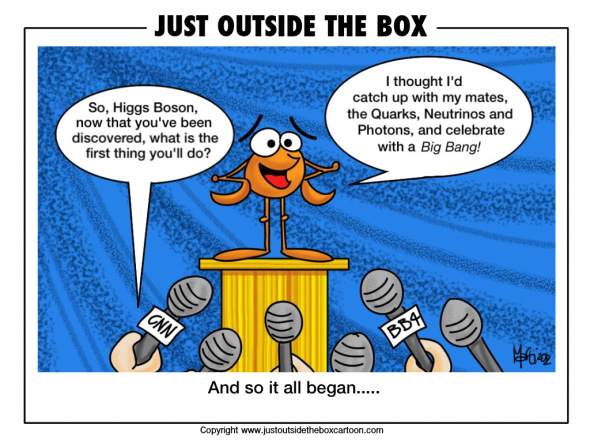 JUST OUTSIDE THE BOX
So, Higgs Boson,
now that you've been
discovered, what is the
first thing you'll do?
I thought I'd
catch up with my mates,
the Quarks, Neutrinos and
Photons, and celebrate
with a Big Bang!
CNN
BB4
2012
And so it all began.....
Copyright www.justoutsidetheboxcartoon.com